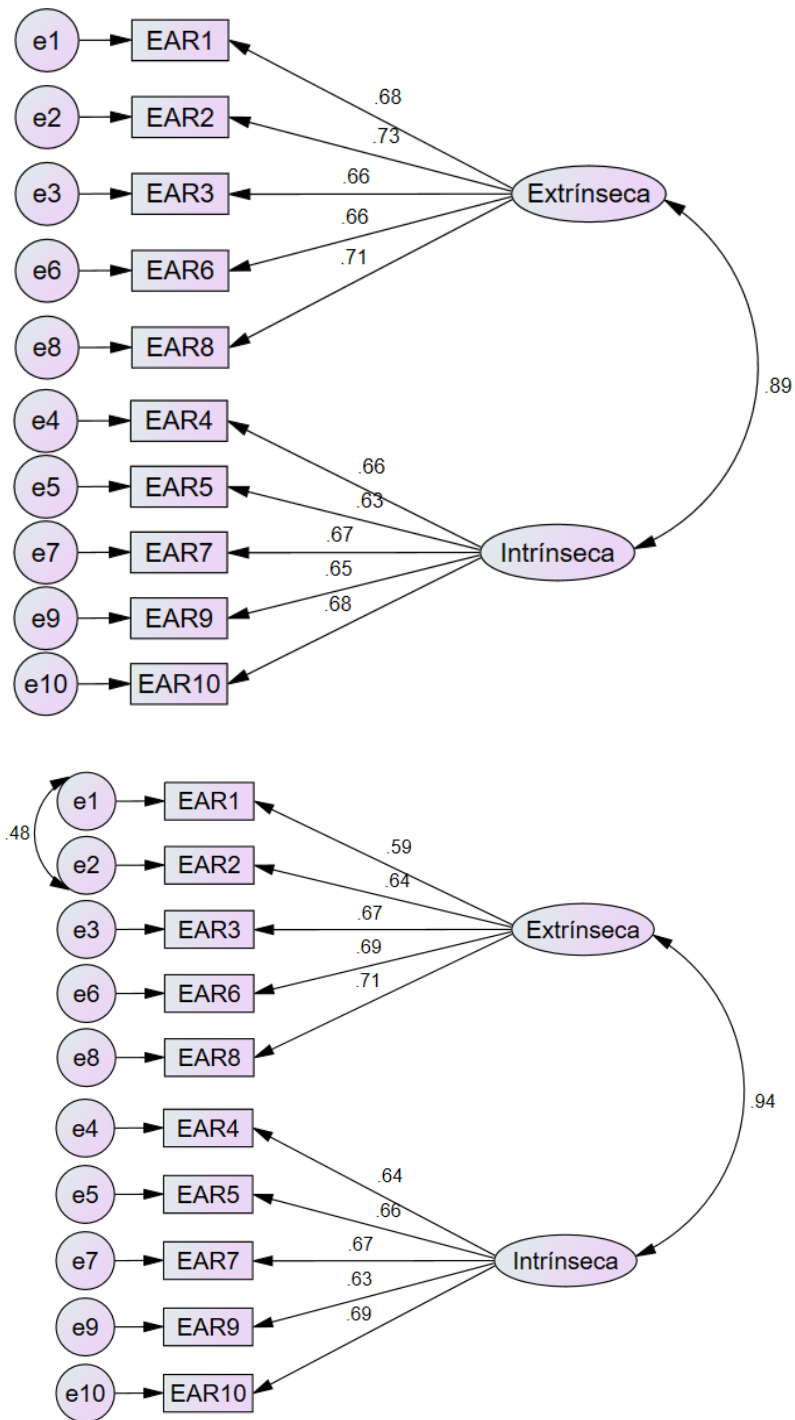 e1 EAR1
.68
e2 EAR2
.73
e3 EAR3 .66 Extrínseca
.66
e6 EAR6
.71
e8 EAR8
.89
e4 EAR4
.66
e5 EAR5
.63
e7 EAR7 .67 Intrínseca
.65
e9 EAR9
.68
e10 EAR10
e1 EAR1
.48
.59
e2 EAR2
.64
e3 EAR3 .67 Extrínseca
.69
e6 EAR6
.71
e8 EAR8
.94
e4 EAR4
.64
e5 EAR5
.66
e7 EAR7 .67 Intrínseca
.63
e9 EAR9
.69
e10 EAR10